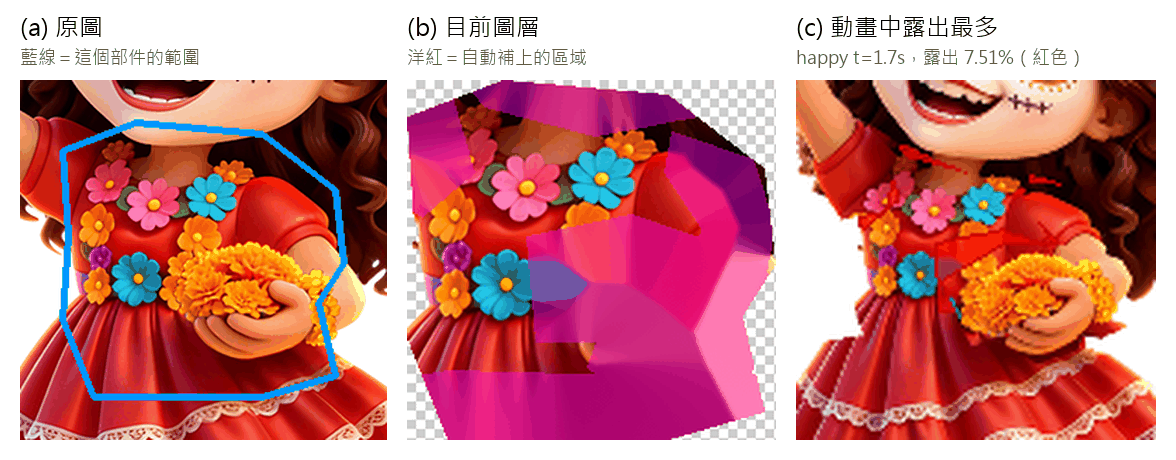 (a) 原圖
藍線＝這個部件的範圍
(b) 目前圖層
洋紅＝自動補上的區域
(c) 動畫中露出最多
happy t=1.7s，露出 7.51%（紅色）